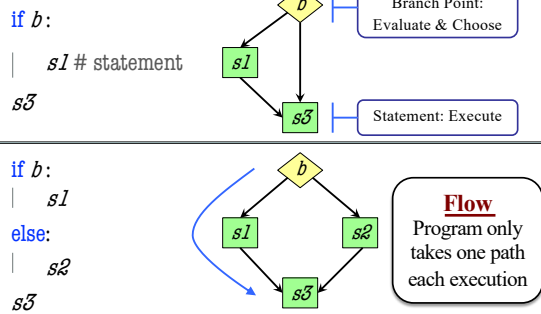 if b:
s1 # statement
s3
b
s1
s3
Branch Point:
Evaluate & Choose
Statement: Execute
if b:
s1
else:
s2
s3
b
s1
s2
s3
Flow
Program only
takes one path
each execution